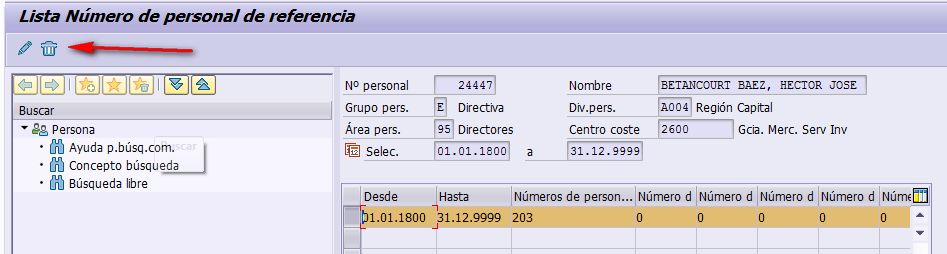 Lista Número de personal de referencia
Buscar
Persona
Ayuda p.búsq.com.
Concepto búsqueda
Búsqueda libre
Nº personal 24447 Nombre BETANCOURT BAEZ, HECTOR JOSE
Grupo pers. E Directiva Div.pers. A004 Región Capital
Área pers. 95 Directores Centro coste 2600 Gcia. Merc. Serv Inv
Selec. 01.01.1800 a 31.12.9999
Desde Hasta Números de person... Número d Número d Número d Número d Núme
01.01.1800 31.12.9999 203 0 0 0 0 0